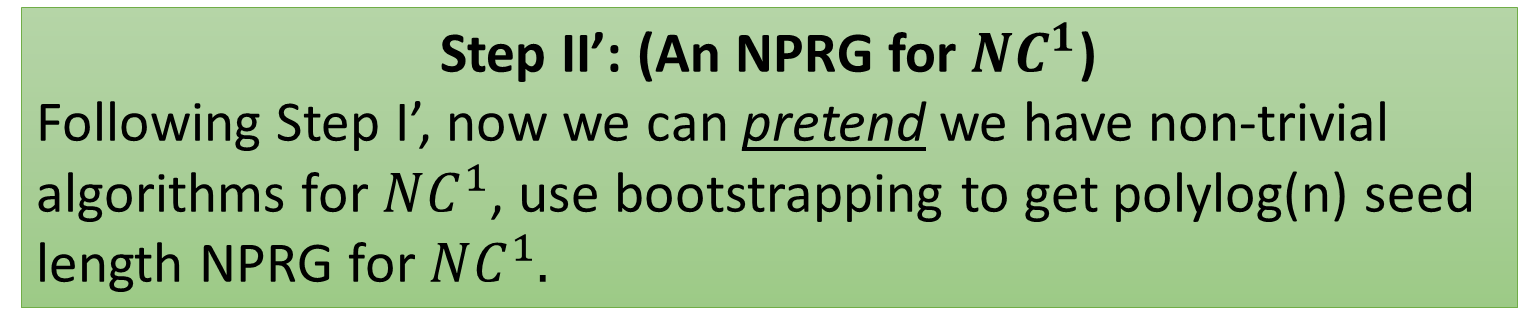 Step II’: (An NPRG for 𝑵𝑪¹)
Following Step I’, now we can pretend we have non-trivial
algorithms for 𝑁𝐶¹, use bootstrapping to get polylog(n) seed
length NPRG for 𝑁𝐶¹.